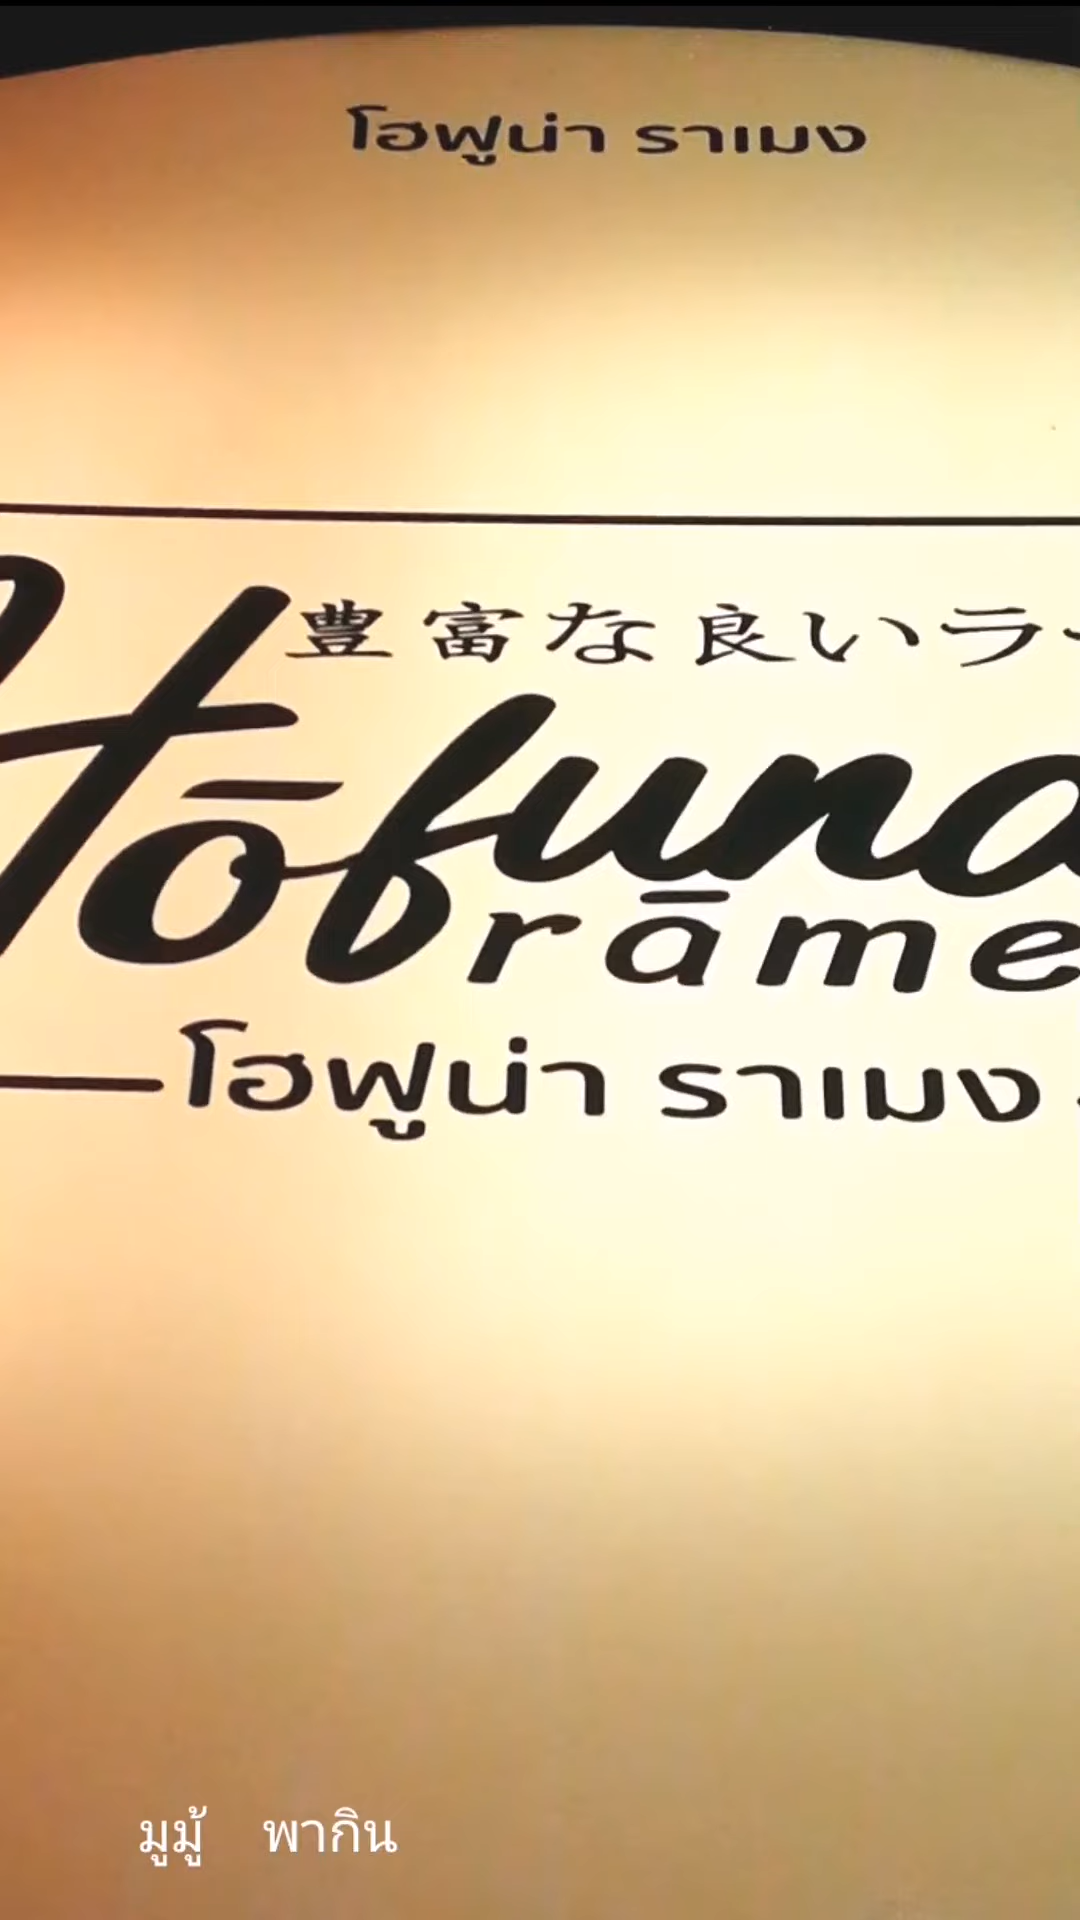 โฮฟูน่า ราเมง
豊富な良いラ
Hōfuna
rāme
โฮฟูน่า ราเมง
มูมู้ พากิน